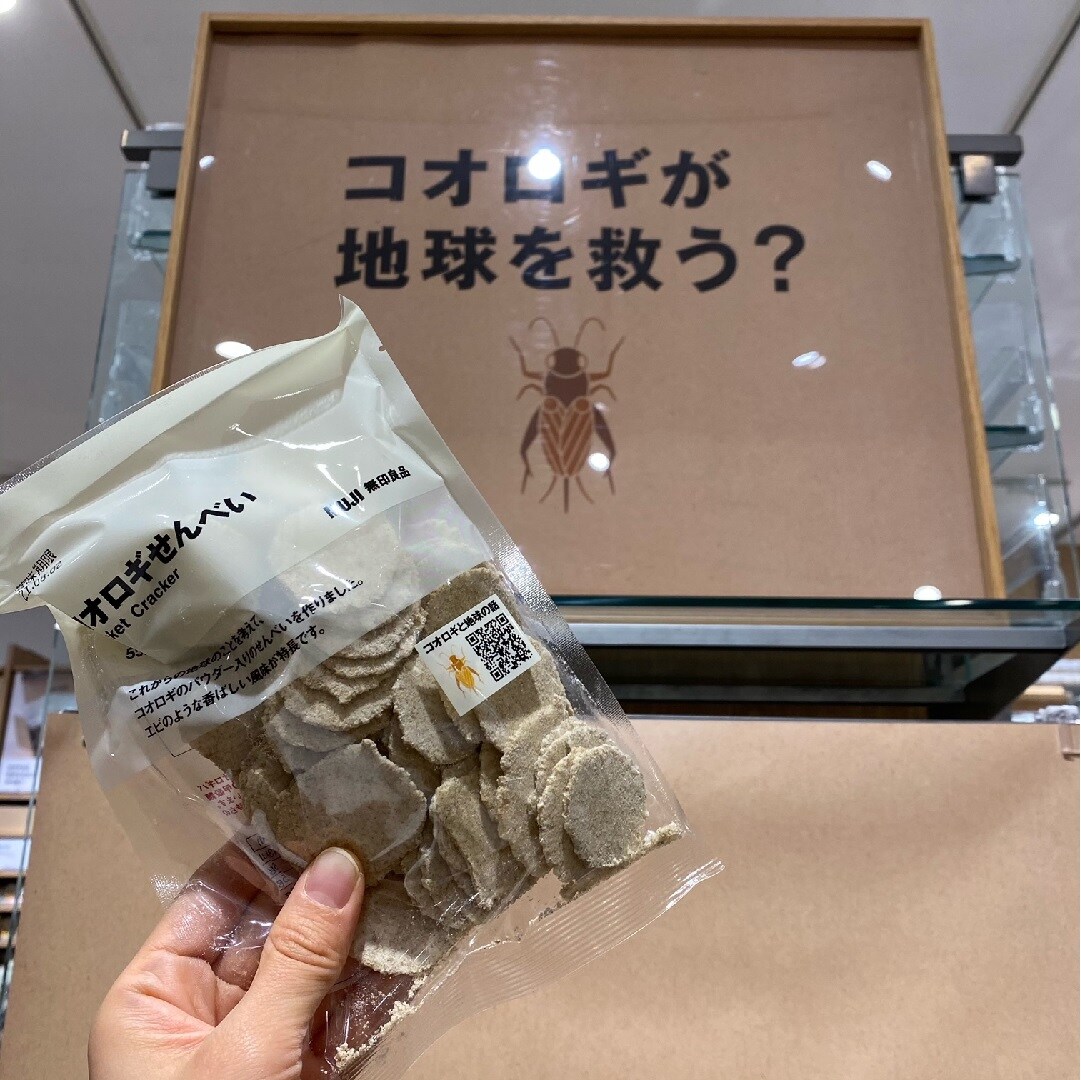 コオロギが
地球を救う?
MUJI 無印良品
オロギせんべい
ket Cracker
コオロギのパウダー入りのせんべいを作りました。
エビのような香ばしい風味が特長です。
コオロギと地球の話